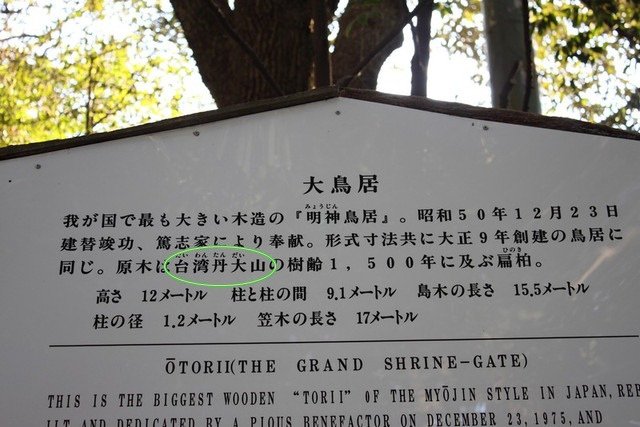 大鳥居
我が国で最も大きい木造の『明神鳥居』。昭和50年12月23日
建替竣功、篤志家により奉献。形式寸法共に大正9年創建の鳥居に
同じ。原木は台湾丹大山の樹齢1,500年に及ぶ扁柏。
高さ 12メートル 柱と柱の間 9.1メートル 島木の長さ 15.5メートル
柱の径 1.2メートル 笠木の長さ 17メートル
ŌTORII(THE GRAND SHRINE-GATE)
THIS IS THE BIGGEST WOODEN “TORII” OF THE MYŌJIN STYLE IN JAPAN, REP
ILT AND DEDICATED BY A PIOUS BENEFACTOR ON DECEMBER 23, 1975, AND